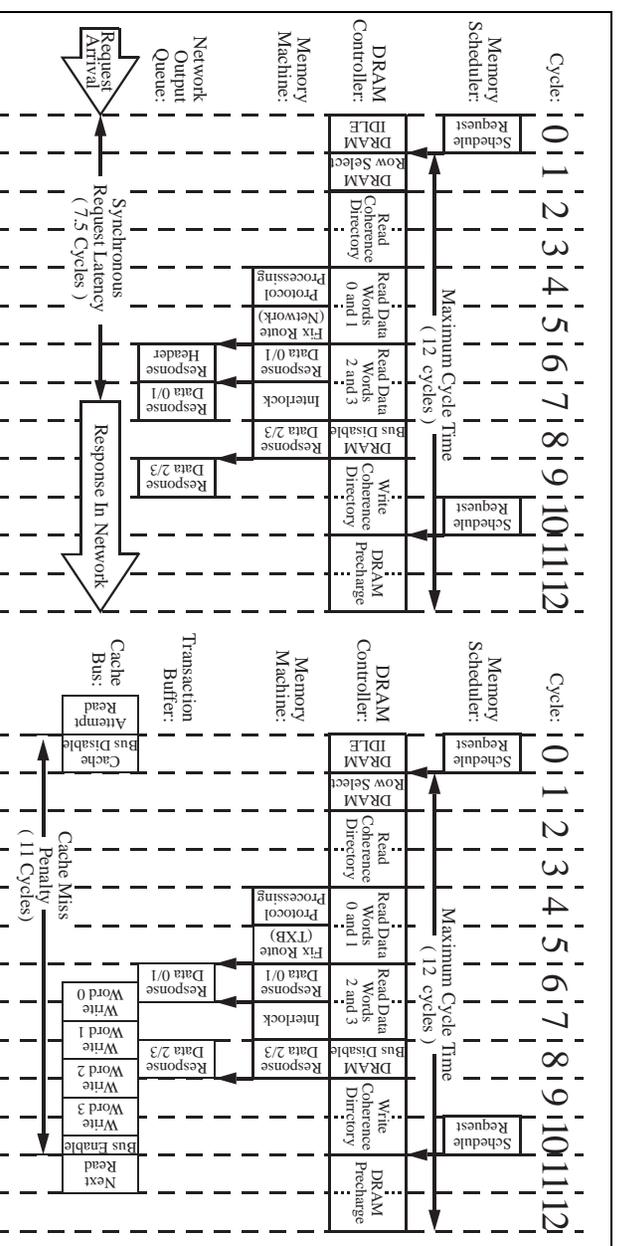 Cycle:
0
1
2
3
4
5
6
7
8
9
10
11
12
Memory
Scheduler:
Schedule
Request
Schedule
Request
Maximum Cycle Time
( 12 cycles )
DRAM
Controller:
DRAM
IDLE
DRAM
Row Select
Read
Coherence
Directory
Read Data
Words
0 and 1
Read Data
Words
2 and 3
DRAM
Bus Disable
Write
Coherence
Directory
DRAM
Precharge
Memory
Machine:
Protocol
Processing
Fix Route
(Network)
Response
Data 0/1
Interlock
Response
Data 2/3
Network
Output
Queue:
Response
Header
Response
Data 0/1
Response
Data 2/3
Request
Arrival
Synchronous
Request Latency
( 7.5 Cycles )
Response In Network
Cycle:
0
1
2
3
4
5
6
7
8
9
10
11
12
Memory
Scheduler:
Schedule
Request
Schedule
Request
Maximum Cycle Time
( 12 cycles )
DRAM
Controller:
DRAM
IDLE
DRAM
Row Select
Read
Coherence
Directory
Read Data
Words
0 and 1
Read Data
Words
2 and 3
DRAM
Bus Disable
Write
Coherence
Dirrctory
DRAM
Precharge
Memory
Machine:
Protocol
Processing
Fix Route
(TXB)
Response
Data 0/1
Interlock
Response
Data 2/3
Transaction
Buffer:
Response
Data 0/1
Response
Data 2/3
Cache
Bus:
Read
Attempt
Cache
Bus Disable
Write
Word 0
Write
Word 1
Write
Word 2
Write
Word 3
Bus Enable
Next
Read
Cache Miss
Penalty
( 11 Cycles)